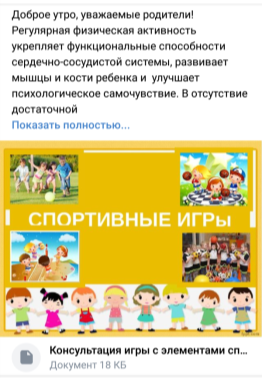 Доброе утро, уважаемые родители!
Регулярная физическая активность
укрепляет функциональные способности
сердечно-сосудистой системы, развивает
мышцы и кости ребенка и улучшает
психологическое самочувствие. В отсутствие
достаточной
Показать полностью...
СПОРТИВНЫЕ ИГРЫ
Консультация игры с элементами сп...
Документ 18 КБ